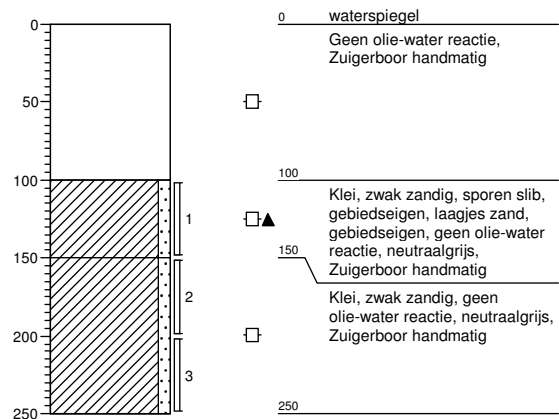 0
50
100
150
200
250
1
2
3
0 waterspiegel
Geen olie-water reactie,
Zuigerboor handmatig
100
Klei, zwak zandig, sporen slib,
gebiedseigen, laagjes zand,
gebiedseigen, geen olie-water
reactie, neutraalgrijs,
Zuigerboor handmatig
150
Klei, zwak zandig, geen
olie-water reactie, neutraalgrijs,
Zuigerboor handmatig
250